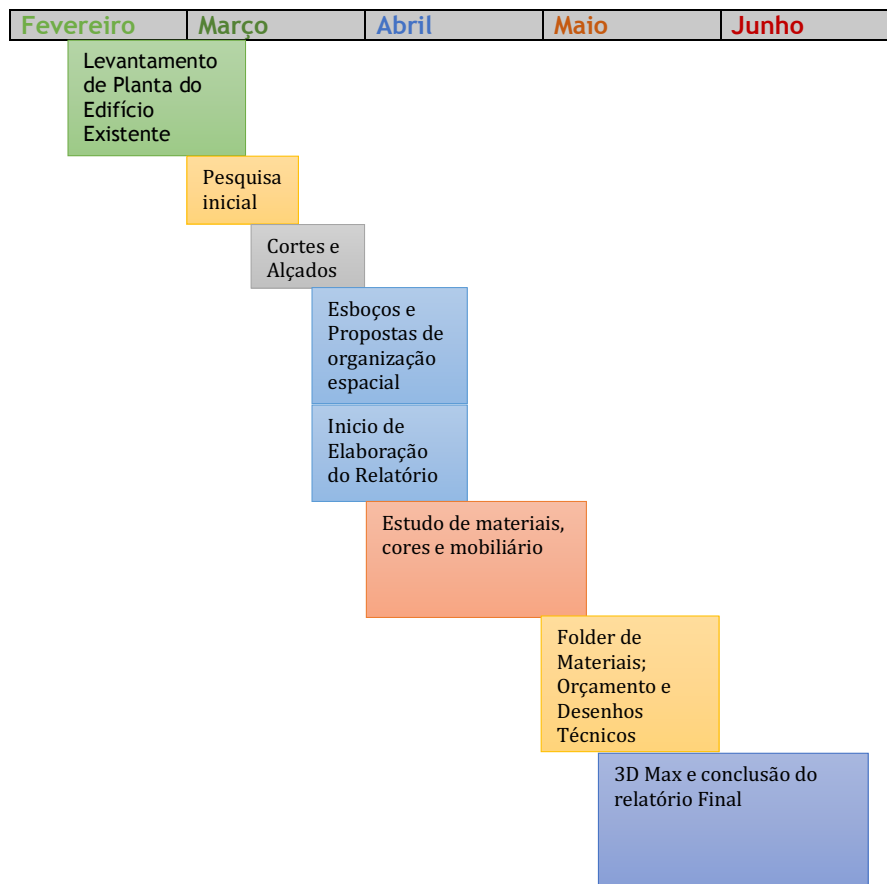 Fevereiro Março Abril Maio Junho
Levantamento
de Planta do
Edifício
Existente
Pesquisa
inicial
Cortes e
Alçados
Esboços e
Propostas de
organização
espacial
Inicio de
Elaboração
do Relatório
Estudo de materiais,
cores e mobiliário
Folder de
Materiais;
Orçamento e
Desenhos
Técnicos
3D Max e conclusão do
relatório Final